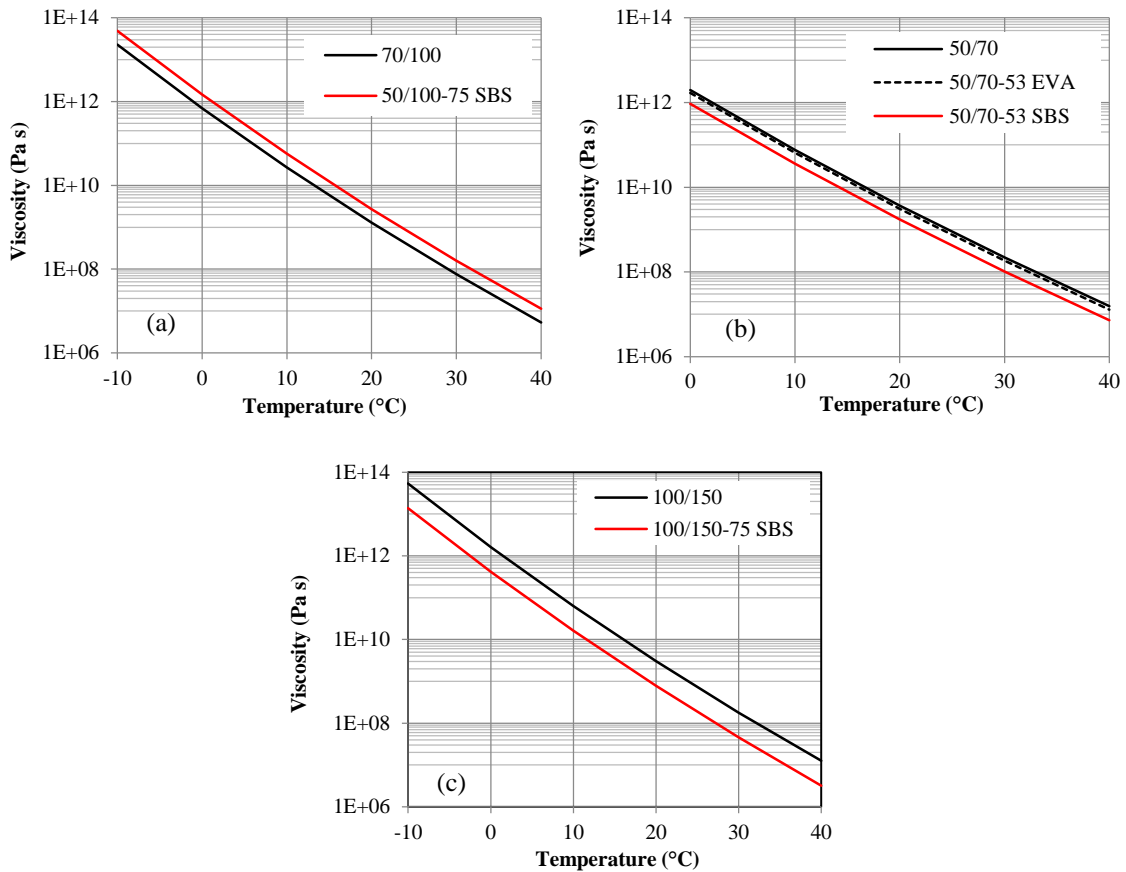 1E+14
1E+12
1E+10
1E+08
1E+06
Viscosity (Pa s)
70/100
50/100-75 SBS
(a)
-10 0 10 20 30 40
Temperature (°C)
1E+14
1E+12
1E+10
1E+08
1E+06
Viscosity (Pa s)
50/70
50/70-53 EVA
50/70-53 SBS
(b)
0 10 20 30 40
Temperature (°C)
1E+14
1E+12
1E+10
1E+08
1E+06
Viscosity (Pa s)
100/150
100/150-75 SBS
(c)
-10 0 10 20 30 40
Temperature (°C)